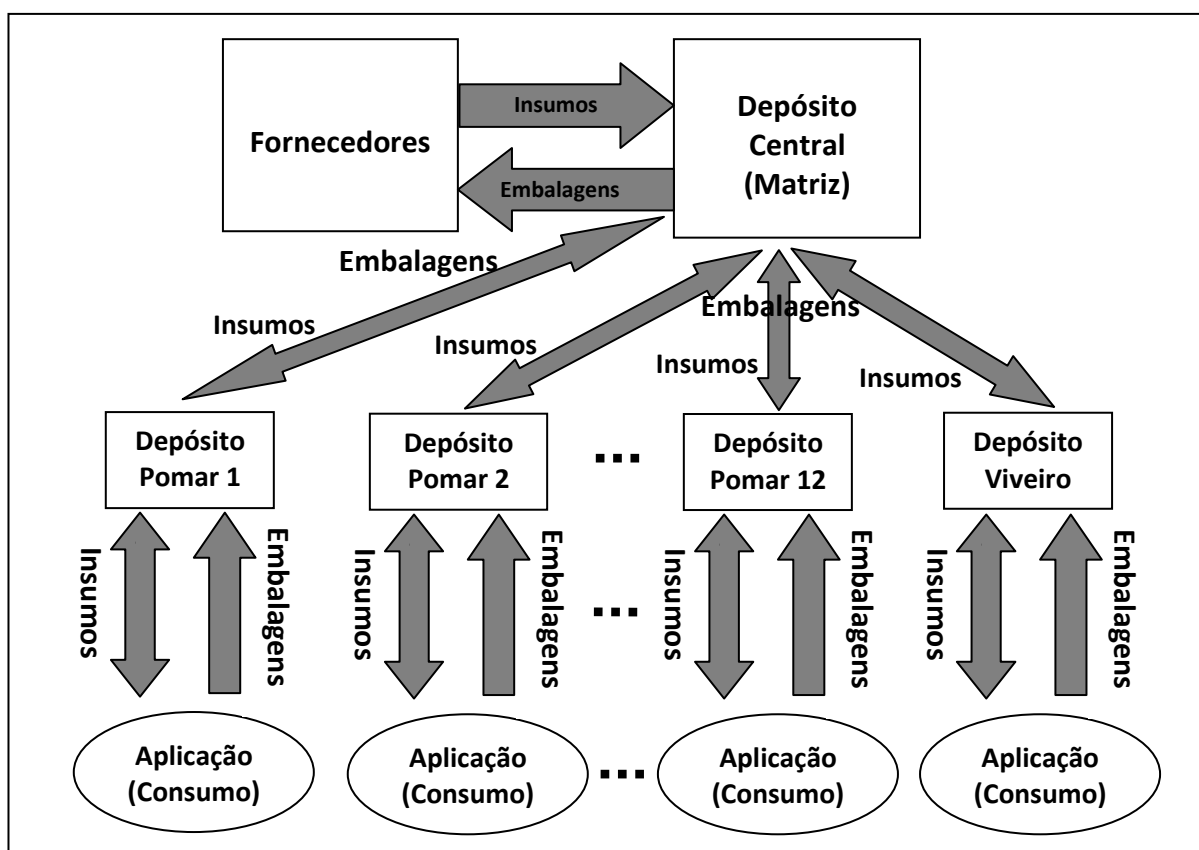 Fornecedores
Insumos
Embalagens
Depósito
Central
(Matriz)
Embalagens
Insumos
Insumos
Embalagens
Insumos
Insumos
Depósito
Pomar 1
Depósito
Pomar 2
...
Depósito
Pomar 12
Depósito
Viveiro
Insumos
Embalagens
Insumos
Embalagens
...
Insumos
Embalagens
Insumos
Embalagens
Aplicação
(Consumo)
Aplicação
(Consumo)
...
Aplicação
(Consumo)
Aplicação
(Consumo)